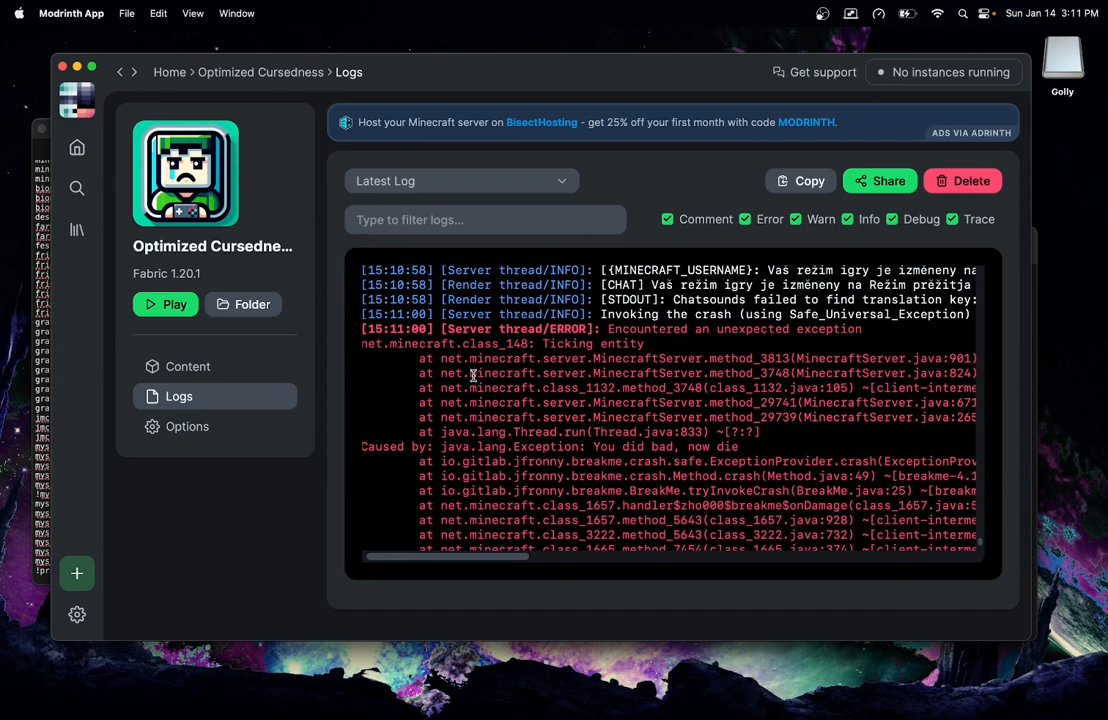 Modrinth App File Edit View Window
Sun Jan 14 3:11 PM
Golly
Home > Optimized Cursedness > Logs
Get support
No instances running
Host your Minecraft server on BisectHosting - get 25% off your first month with code MODRINTH.
ADS VIA ADRINTH
Optimized Cursedne...
Fabric 1.20.1
Play
Folder
Content
Logs
Options
Latest Log
Copy
Share
Delete
Type to filter logs...
Comment Error Warn Info Debug Trace
[15:10:58] [Server thread/INFO]: [{MINECRAFT_USERNAME}: Vaš režim igry je izměneny na
[15:10:58] [Render thread/INFO]: [CHAT] Vaš režim igry je izměneny na Režim prěžitja
[15:10:58] [Render thread/INFO]: [STDOUT]: Chatsounds failed to find translation key:
[15:11:00] [Server thread/INFO]: Invoking the crash (using Safe_Universal_Exception)
[15:11:00] [Server thread/ERROR]: Encountered an unexpected exception
net.minecraft.class_148: Ticking entity
at net.minecraft.server.MinecraftServer.method_3813(MinecraftServer.java:901)
at net.minecraft.server.MinecraftServer.method_3748(MinecraftServer.java:824)
at net.minecraft.class_1132.method_3748(class_1132.java:105) ~[client-interme
at net.minecraft.server.MinecraftServer.method_29741(MinecraftServer.java:671
at net.minecraft.server.MinecraftServer.method_29739(MinecraftServer.java:265
at java.lang.Thread.run(Thread.java:833) ~[?:?]
Caused by: java.lang.Exception: You did bad, now die
at io.gitlab.jfronny.breakme.crash.safe.ExceptionProvider.crash(ExceptionProv
at io.gitlab.jfronny.breakme.crash.Method.crash(Method.java:49) ~[breakme-4.1
at io.gitlab.jfronny.breakme.BreakMe.tryInvokeCrash(BreakMe.java:25) ~[breakm
at net.minecraft.class_1657.handler$zho000$breakme$onDamage(class_1657.java:5
at net.minecraft.class_1657.method_5643(class_1657.java:928) ~[client-interme
at net.minecraft.class_3222.method_5643(class_3222.java:732) ~[client-interme
at net.minecraft.class_1665.method_7454(class_1665.java:374) ~[client-interme